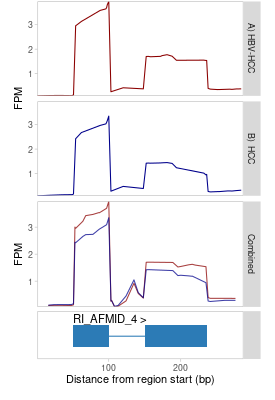 3
2
1
A) HBV-HCC
FPM
3
2
1
B) HCC
3
2
1
Combined
FPM
RI_AFMID_4 >
100
200
Distance from region start (bp)